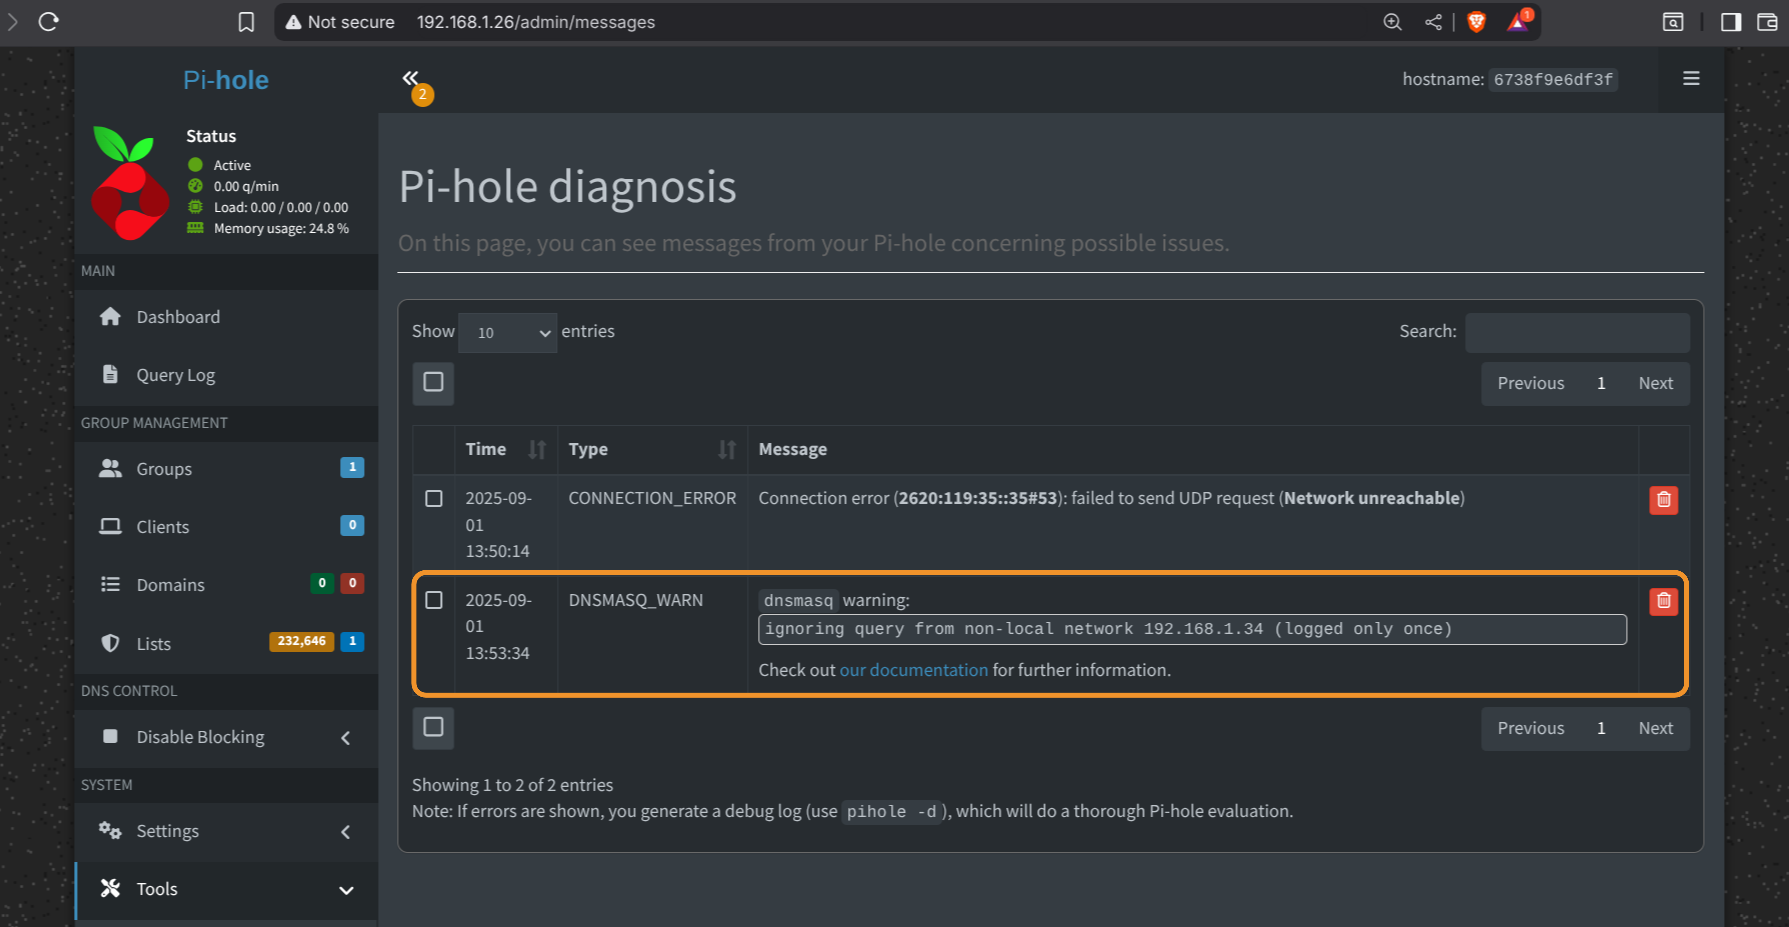 Not secure 192.168.1.26/admin/messages
1
Pi-hole
2
hostname: 6738f9e6df3f
Status
Active
0.00 q/min
Load: 0.00 / 0.00 / 0.00
Memory usage: 24.8 %
MAIN
Dashboard
Query Log
GROUP MANAGEMENT
Groups 1
Clients 0
Domains 0 0
Lists 232,646 1
DNS CONTROL
Disable Blocking
SYSTEM
Settings
Tools
Pi-hole diagnosis
On this page, you can see messages from your Pi-hole concerning possible issues.
Show 10 entries
Search:
Previous 1 Next
Time Type Message
2025-09-
01
13:50:14
CONNECTION_ERROR
Connection error (2620:119:35::35#53): failed to send UDP request (Network unreachable)
2025-09-
01
13:53:34
DNSMASQ_WARN
dnsmasq warning:
ignoring query from non-local network 192.168.1.34 (logged only once)
Check out our documentation for further information.
Previous 1 Next
Showing 1 to 2 of 2 entries
Note: If errors are shown, you generate a debug log (use pihole -d), which will do a thorough Pi-hole evaluation.